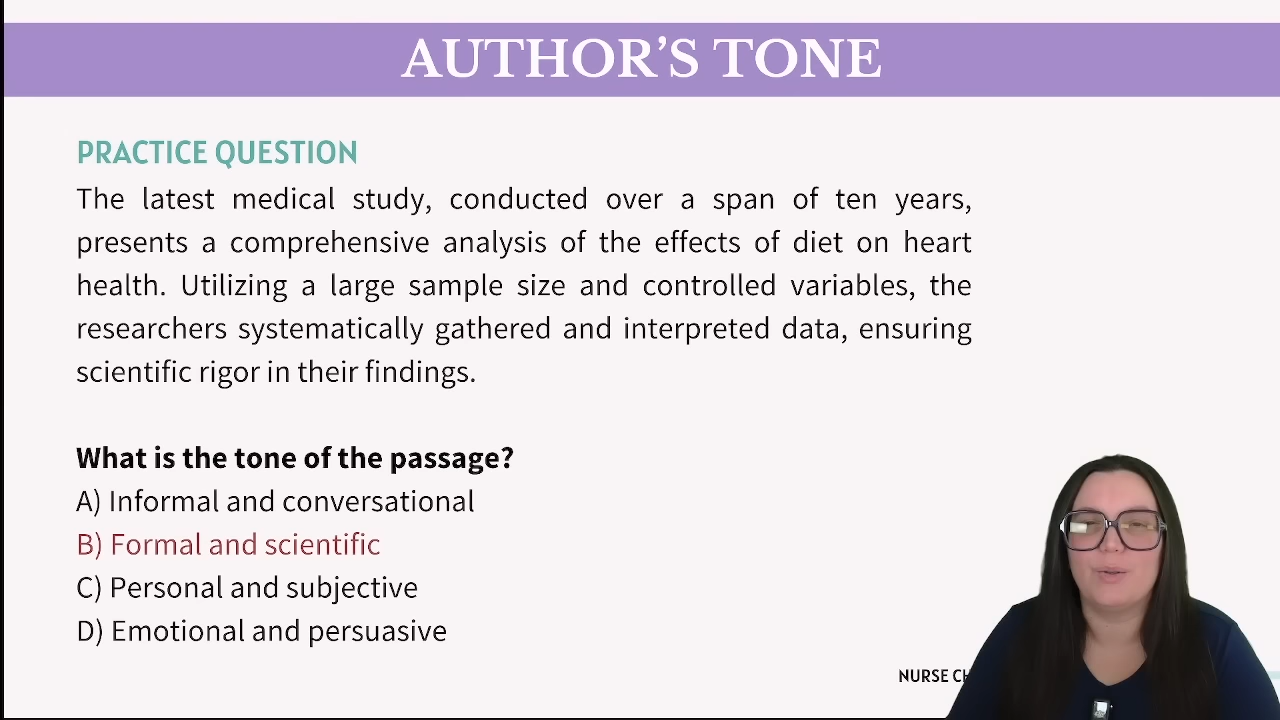 AUTHOR'S TONE
PRACTICE QUESTION
The latest medical study, conducted over a span of ten years,
presents a comprehensive analysis of the effects of diet on heart
health. Utilizing a large sample size and controlled variables, the
researchers systematically gathered and interpreted data, ensuring
scientific rigor in their findings.
What is the tone of the passage?
A) Informal and conversational
B) Formal and scientific
C) Personal and subjective
D) Emotional and persuasive
NURSE